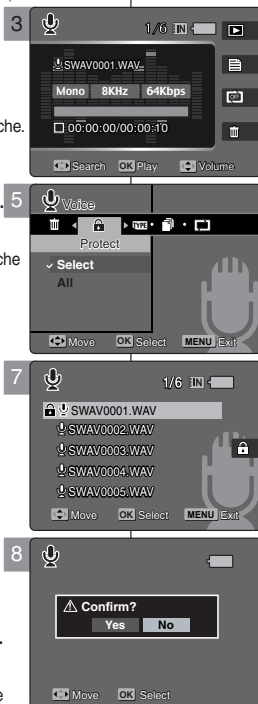 3
1/6 IN
SWAV0001.WAV
Mono 8KHz 64Kbps
che.
00:00:00/00:00:10
Search OK Play Volume
. 5
Voice
TYPE
Protect
che
Select
All
Move OK Select MENU Exit
7
1/6 IN
SWAV0001.WAV
SWAV0002.WAV
SWAV0003.WAV
SWAV0004.WAV
SWAV0005.WAV
Move OK Select MENU Exit
8
Confirm?
Yes No
.
e
Move OK Select